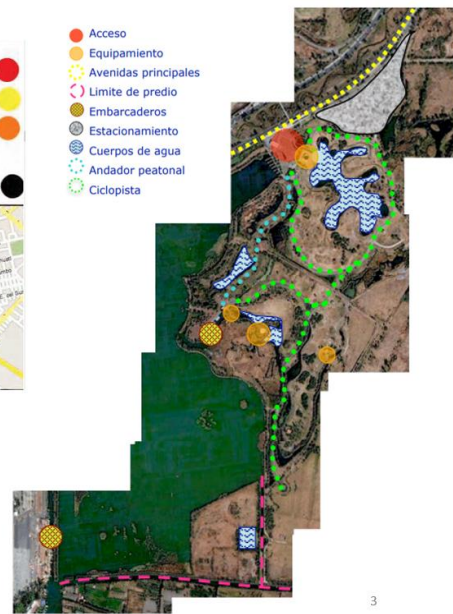 Acceso
Equipamiento
Avenidas principales
Limite de predio
Embarcaderos
Estacionamiento
Cuerpos de agua
Andador peatonal
Ciclopista
3